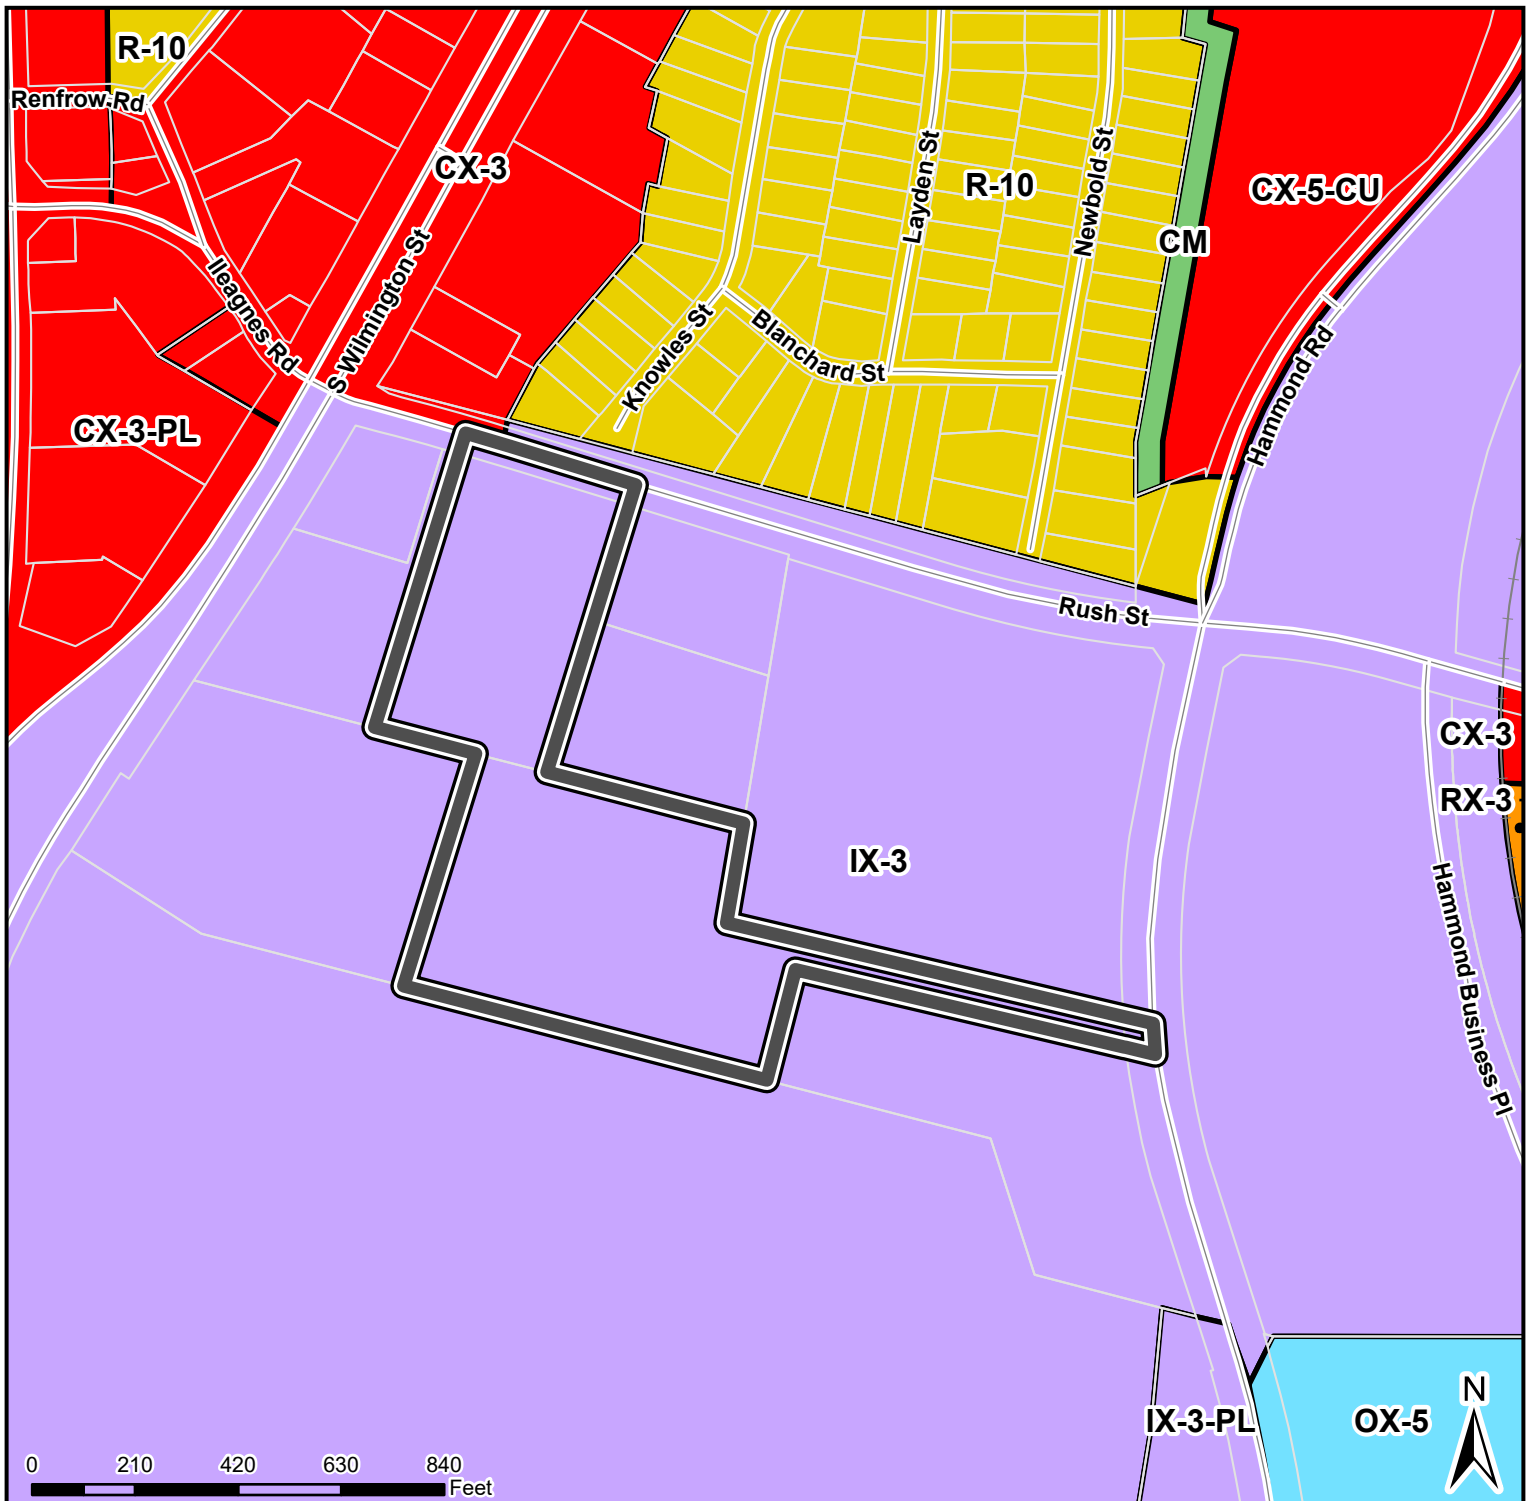 R-10
Renfrow Rd
CX-3
R-10
CX-5-CU
Layden St
Newbold St
CM
Ileagnes Rd
S Wilmington St
Knowles St
Blanchard St
Hammond Rd
CX-3-PL
Rush St
CX-3
RX-3
IX-3
Hammond Business Pl
N
IX-3-PL
OX-5
0 210 420 630 840
Feet